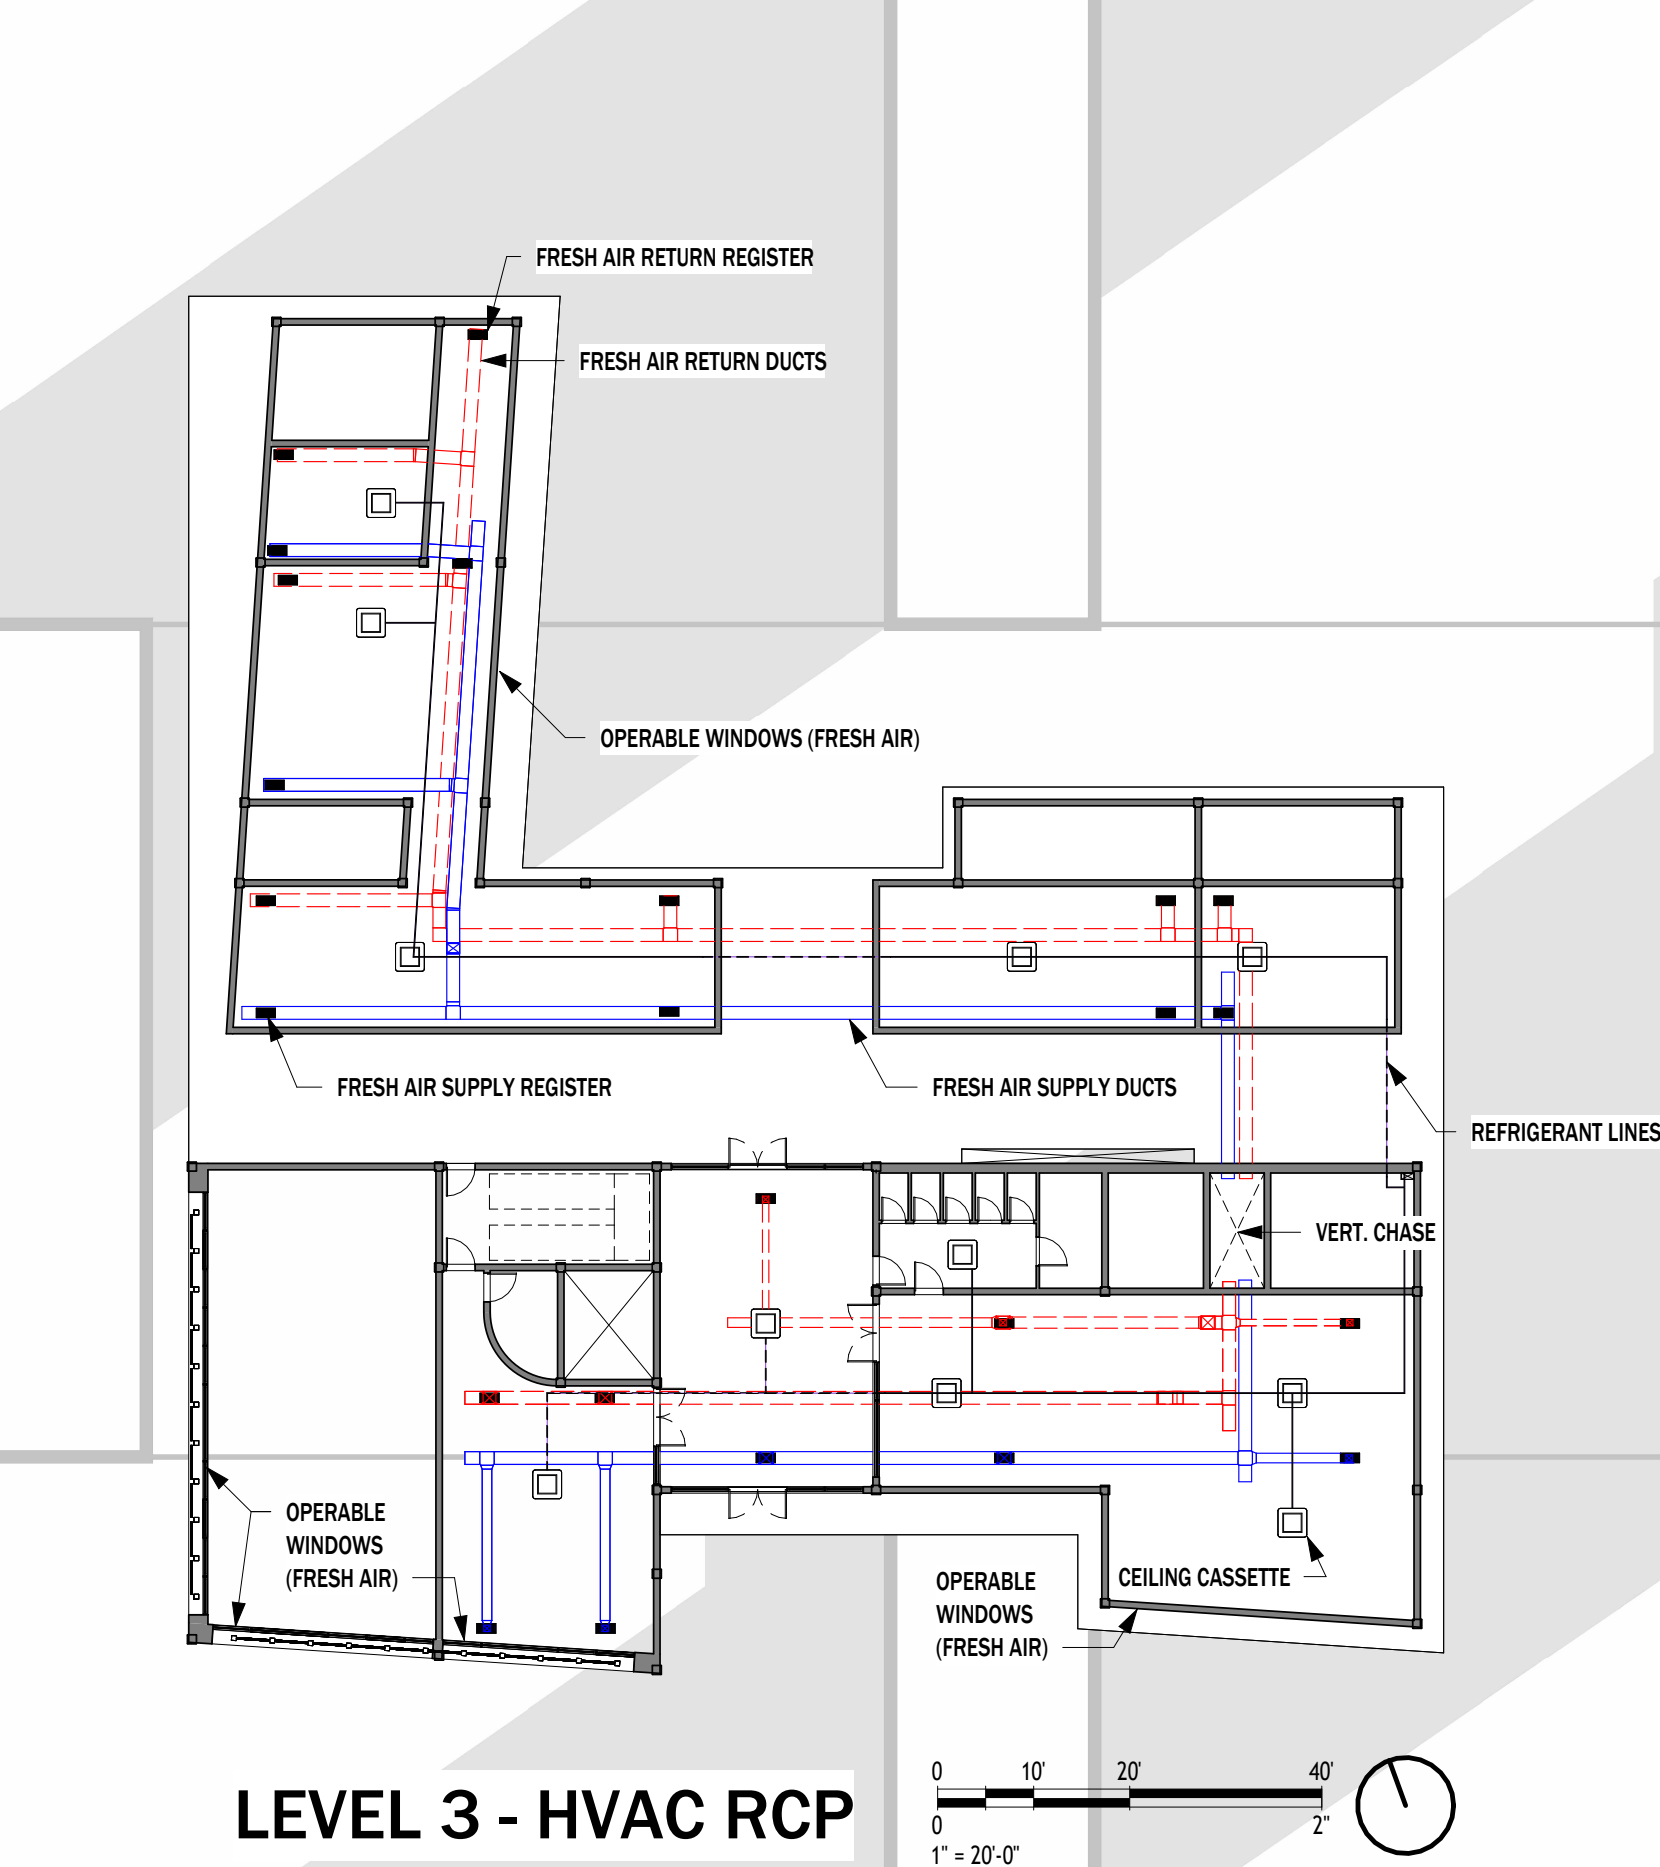 FRESH AIR RETURN REGISTER
FRESH AIR RETURN DUCTS
OPERABLE WINDOWS (FRESH AIR)
FRESH AIR SUPPLY REGISTER
FRESH AIR SUPPLY DUCTS
REFRIGERANT LINES
VERT. CHASE
OPERABLE
WINDOWS
(FRESH AIR)
OPERABLE
WINDOWS
(FRESH AIR)
CEILING CASSETTE
LEVEL 3 - HVAC RCP
0 10' 20' 40'
0 2"
1" = 20'-0"